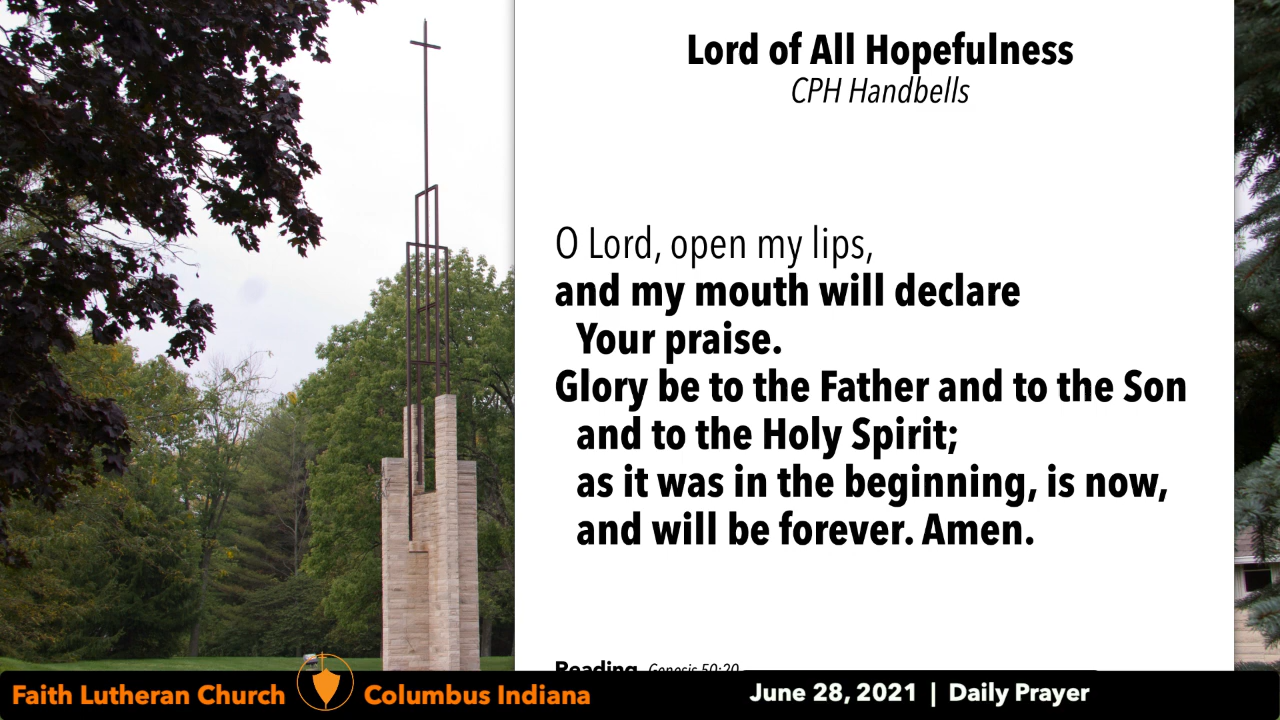 Lord of All Hopefulness
CPH Handbells
O Lord, open my lips,
and my mouth will declare
Your praise.
Glory be to the Father and to the Son
and to the Holy Spirit;
as it was in the beginning, is now,
and will be forever. Amen.
Reading Genesis 50:20
Faith Lutheran Church Columbus Indiana
June 28, 2021 | Daily Prayer